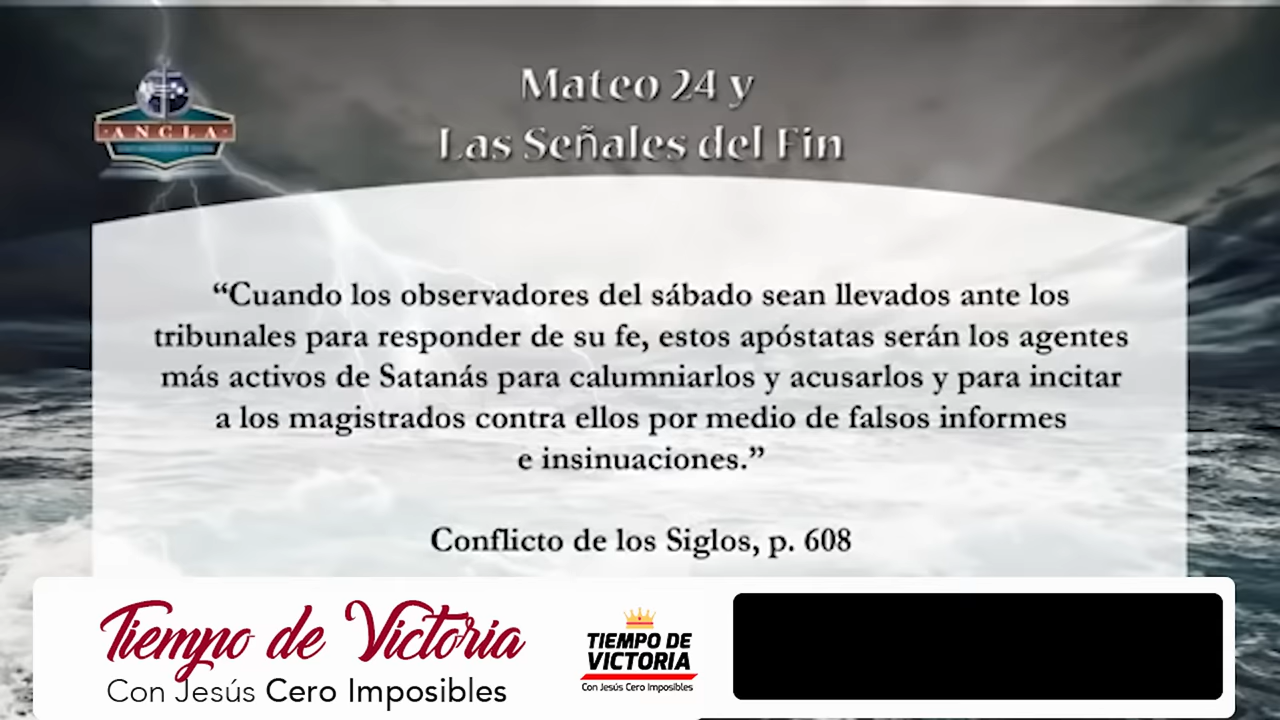 Mateo 24 y
Las Señales del Fin
ANCLA
“Cuando los observadores del sábado sean llevados ante los
tribunales para responder de su fe, estos apóstatas serán los agentes
más activos de Satanás para calumniarlos y acusarlos y para incitar
a los magistrados contra ellos por medio de falsos informes
e insinuaciones.”
Conflicto de los Siglos, p. 608
Tiempo de Victoria
Con Jesús Cero Imposibles
TIEMPO DE
VICTORIA
Con Jesús Cero Imposibles